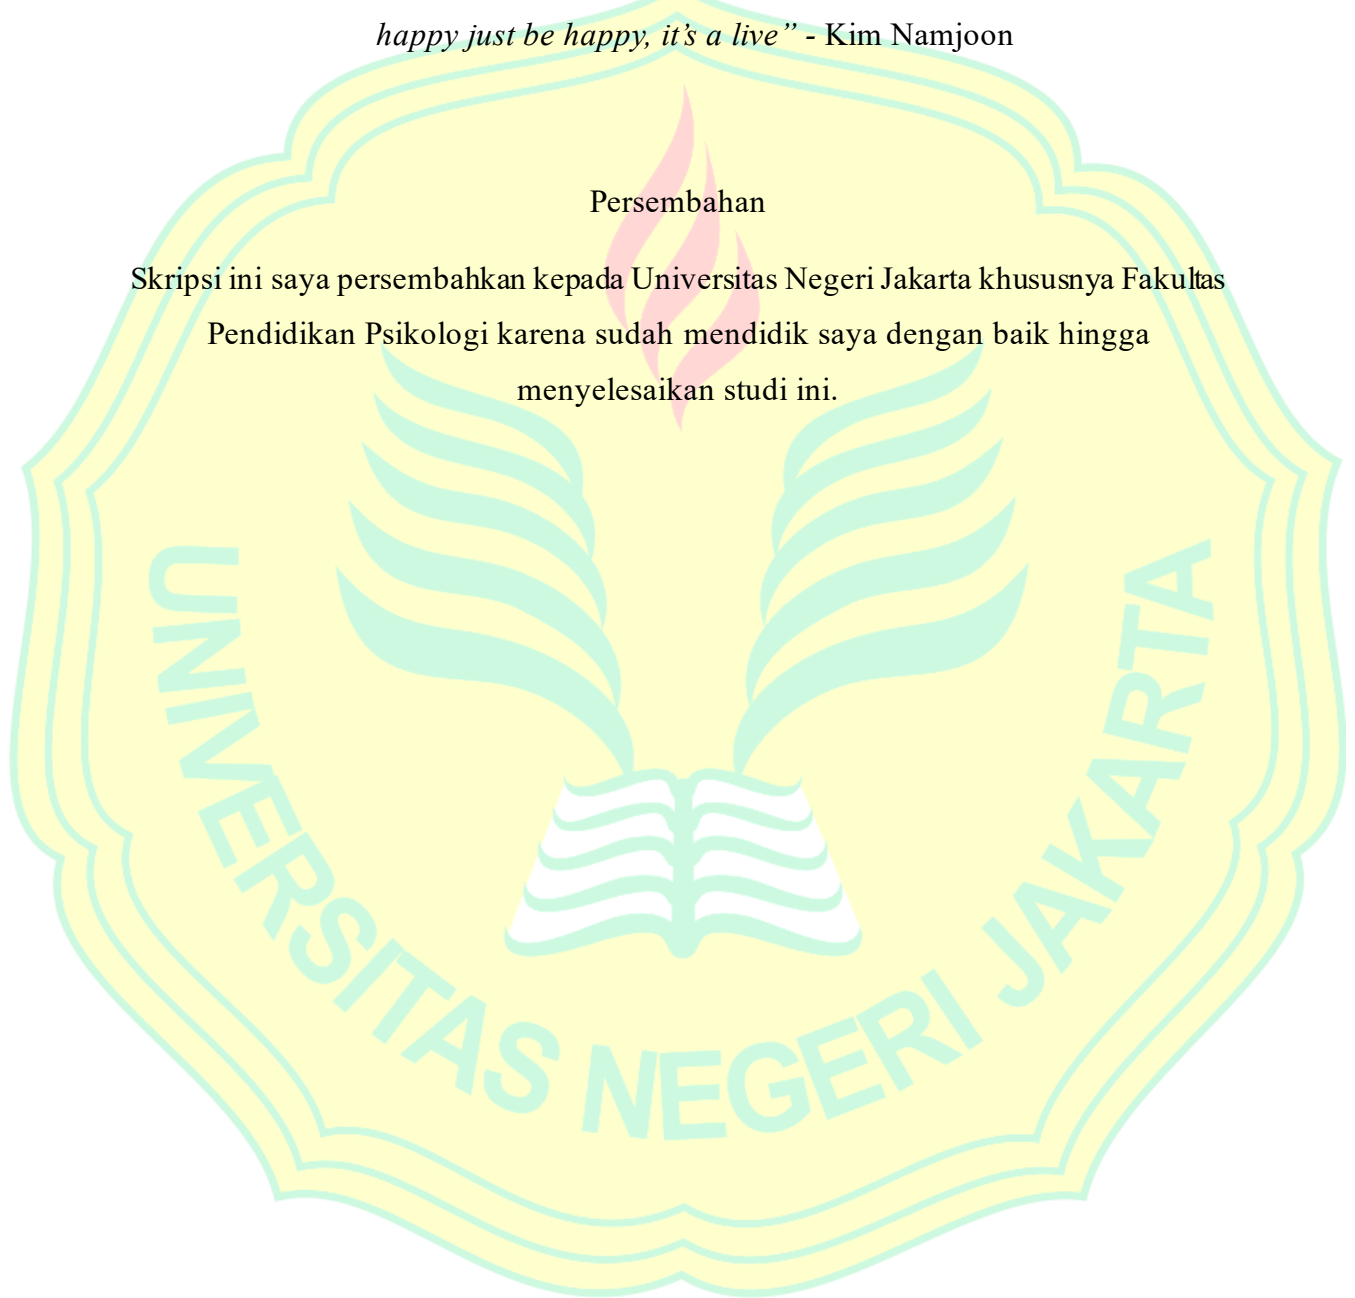 happy just be happy, it’s a live” - Kim Namjoon
Persembahan
Skripsi ini saya persembahkan kepada Universitas Negeri Jakarta khususnya Fakultas
Pendidikan Psikologi karena sudah mendidik saya dengan baik hingga
menyelesaikan studi ini.
UNIVERSITAS NEGERI JAKARTA